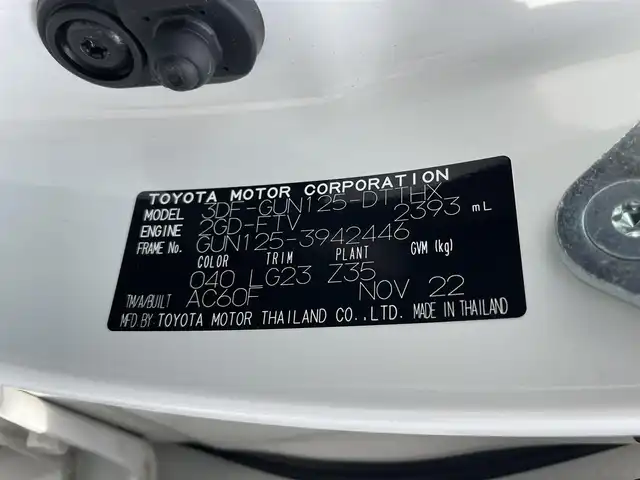 TOYOTA MOTOR CORPORATION
MODEL 3DF-GUN125-DTTHX
ENGINE 2GD-FTV 2393 mL
FRAME No. GUN125-3942446
COLOR TRIM PLANT GVM (kg)
040 LG23 Z35
TM/A/BUILT AC60F NOV 22
MFD BY: TOYOTA MOTOR THAILAND CO.,LTD. MADE IN THAILAND